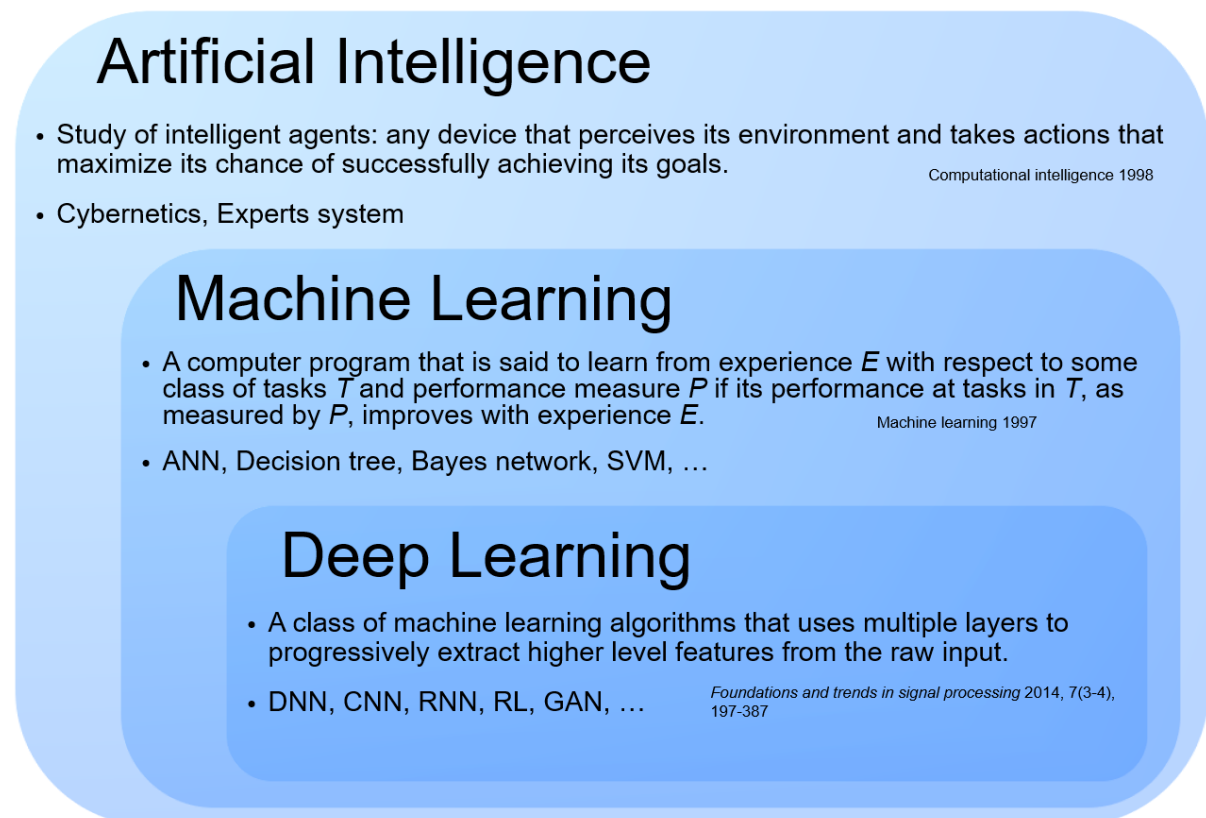 Artificial Intelligence
• Study of intelligent agents: any device that perceives its environment and takes actions that
maximize its chance of successfully achieving its goals.
Computational intelligence 1998
• Cybernetics, Experts system
Machine Learning
• A computer program that is said to learn from experience E with respect to some
class of tasks T and performance measure P if its performance at tasks in T, as
measured by P, improves with experience E.
Machine learning 1997
• ANN, Decision tree, Bayes network, SVM, …
Deep Learning
• A class of machine learning algorithms that uses multiple layers to
progressively extract higher level features from the raw input.
• DNN, CNN, RNN, RL, GAN, …
Foundations and trends in signal processing 2014, 7(3-4),
197-387